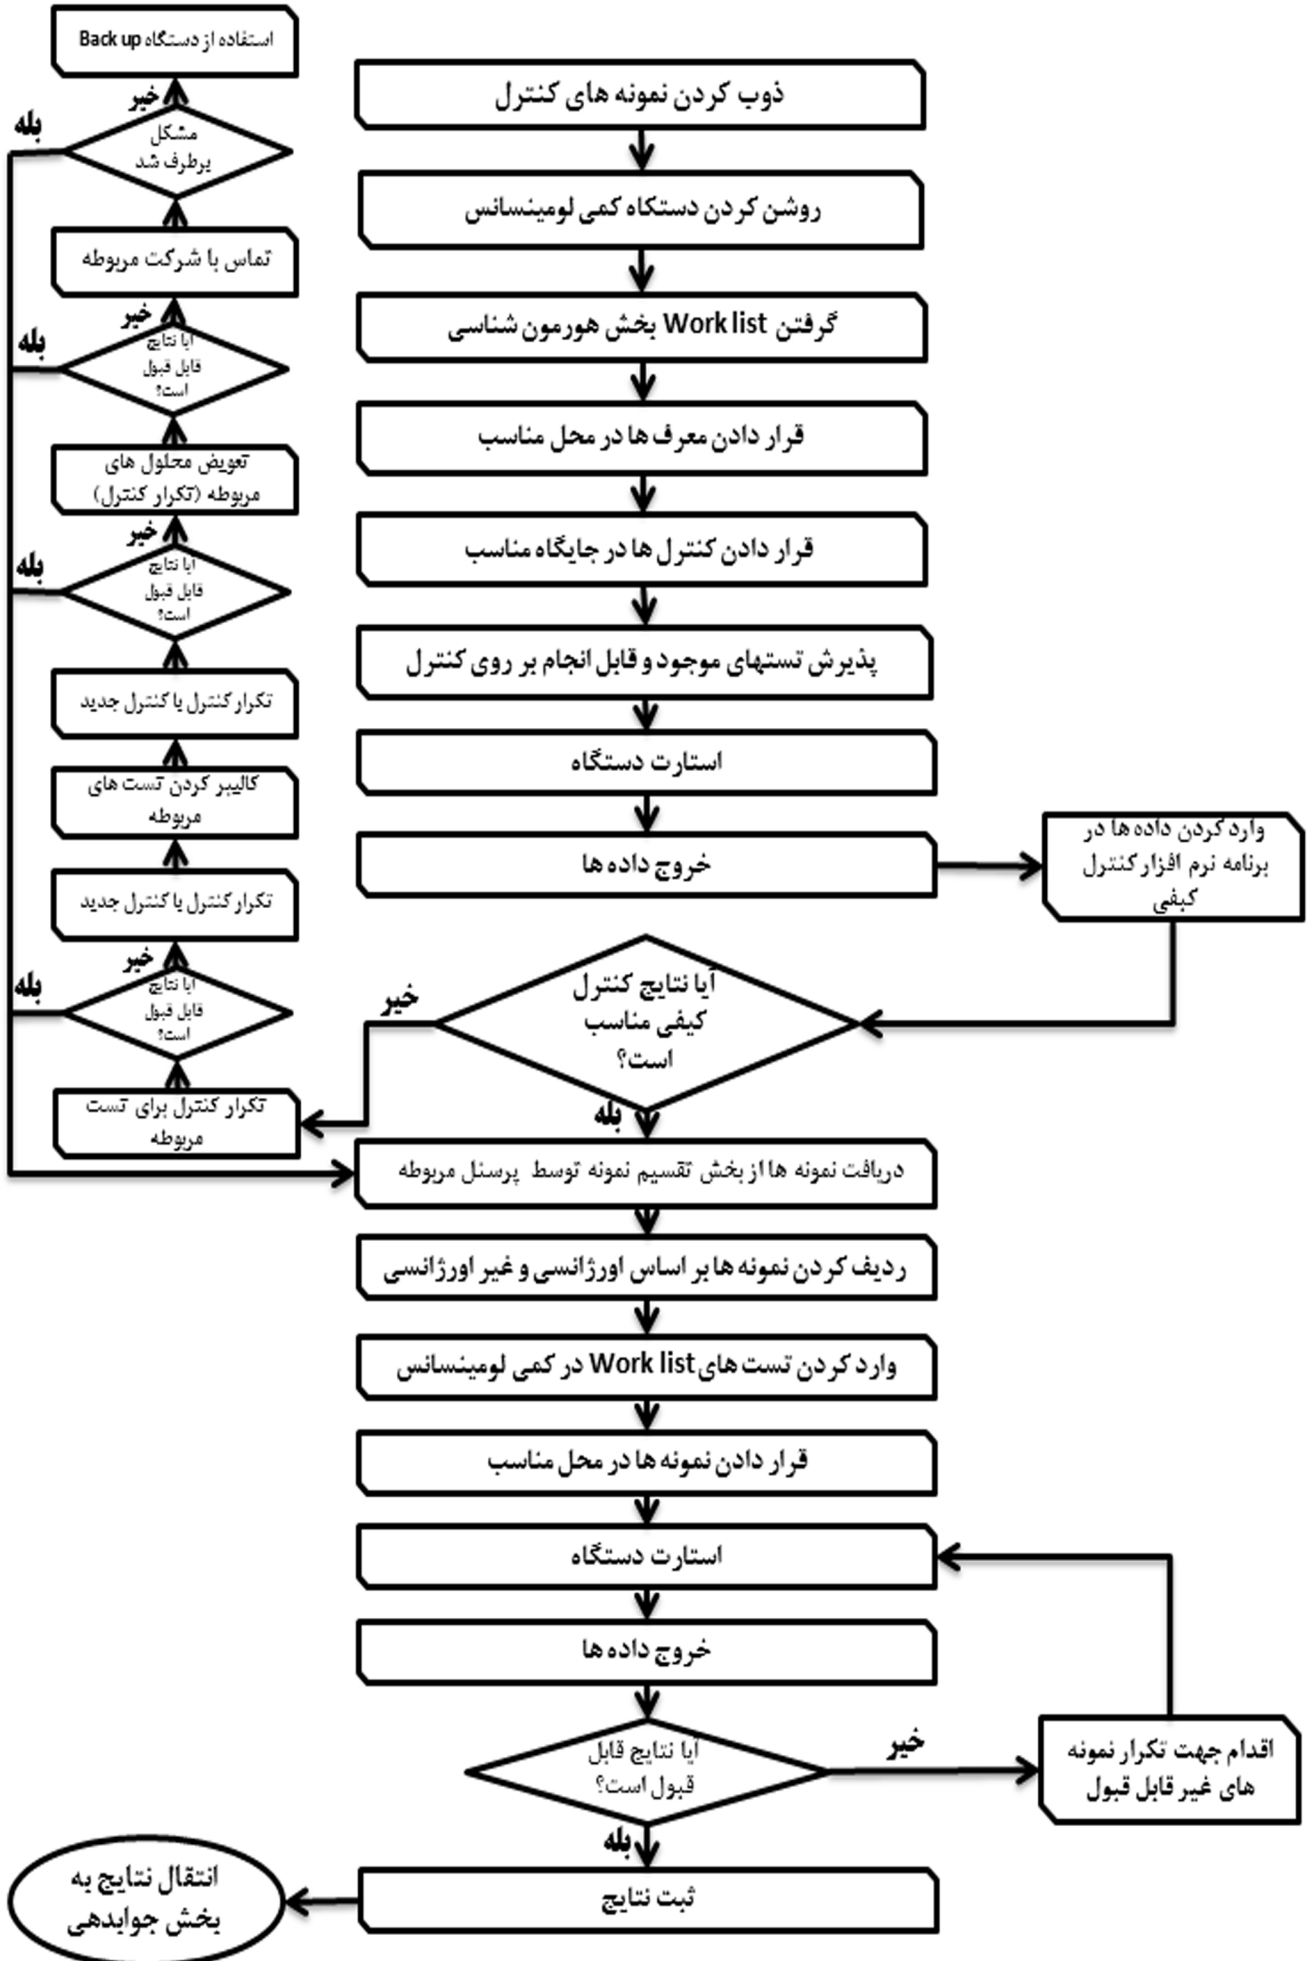 ذوب کردن نمونه های کنترل
روشن کردن دستکاه کمی لومینسانس
گرفتن Work list بخش هورمون شناسی
قرار دادن معرف ها در محل مناسب
قرار دادن کنترل ها در جایگاه مناسب
پذیرش تستهای موجود و قابل انجام بر روی کنترل
استارت دستگاه
خروج داده ها
وارد کردن داده ها در
برنامه نرم افزار کنترل
کیفی
آیا نتایج کنترل
کیفی مناسب
است؟
خیر
بله
تکرار کنترل برای تست
مربوطه
آیا نتایج
قابل قبول
است؟
بله
خیر
تکرار کنترل یا کنترل جدید
کالیبر کردن تست های
مربوطه
تکرار کنترل یا کنترل جدید
آیا نتایج
قابل قبول
است؟
بله
خیر
تعویض محلول های
مربوطه (تکرار کنترل)
آیا نتایج
قابل قبول
است؟
بله
خیر
تماس با شرکت مربوطه
مشکل
برطرف شد
بله
خیر
استفاده از دستگاه Back up
دریافت نمونه ها از بخش تقسیم نمونه توسط پرسنل مربوطه
ردیف کردن نمونه ها بر اساس اورژانسی و غیر اورژانسی
وارد کردن تست های Work list در کمی لومینسانس
قرار دادن نمونه ها در محل مناسب
استارت دستگاه
خروج داده ها
آیا نتایج قابل
قبول است؟
خیر
اقدام جهت تکرار نمونه
های غیر قابل قبول
بله
ثبت نتایج
انتقال نتایج به
بخش جوابدهی